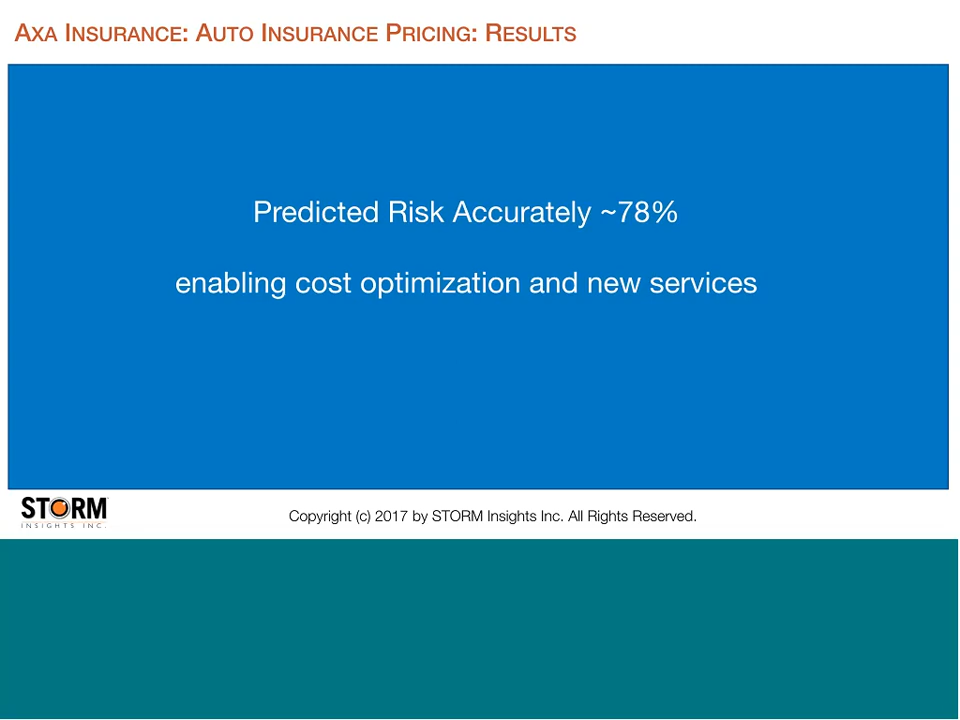 AXA INSURANCE: AUTO INSURANCE PRICING: RESULTS
Predicted Risk Accurately ~78%
enabling cost optimization and new services
STORM
INSIGHTS INC.
Copyright (c) 2017 by STORM Insights Inc. All Rights Reserved.